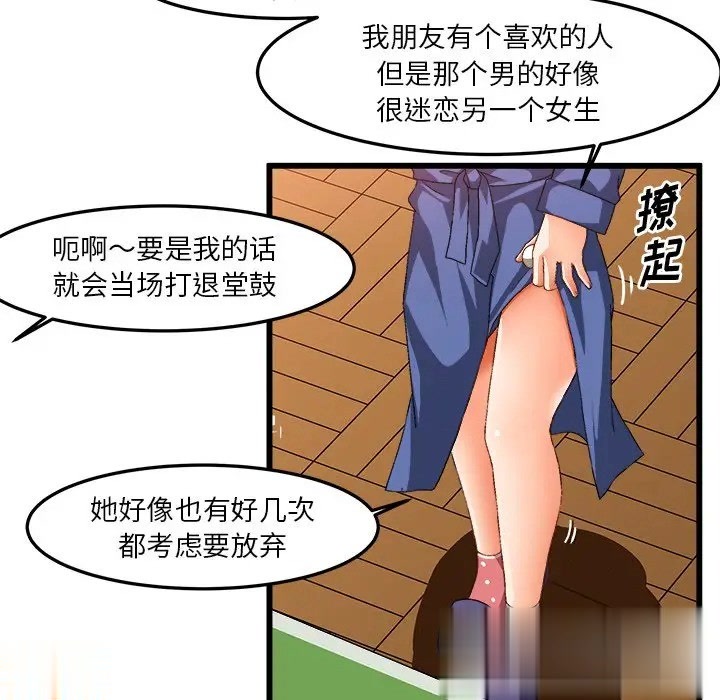 我朋友有个喜欢的人
但是那个男的好像
很迷恋另一个女生
撩起
呃啊～要是我的话
就会当场打退堂鼓
她好像也有好几次
都考虑要放弃